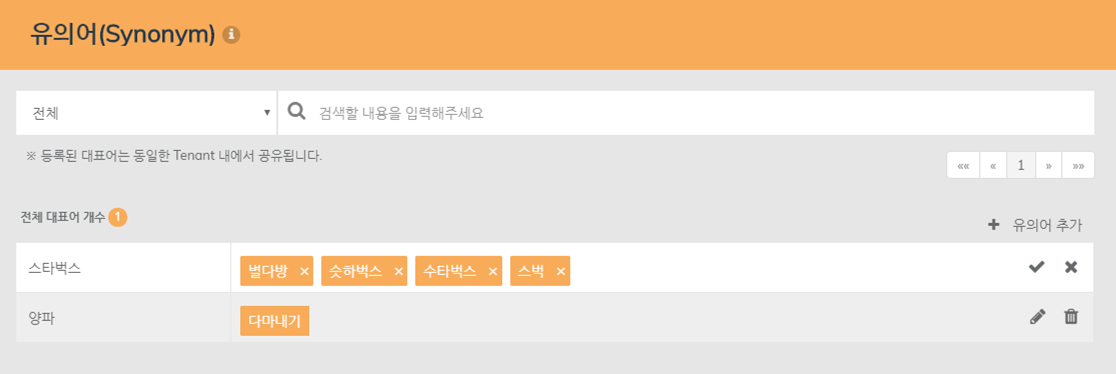 유의어(Synonym)
전체
검색할 내용을 입력해주세요
※ 등록된 대표어는 동일한 Tenant 내에서 공유됩니다.
«« « 1 » »»
전체 대표어 개수 1
유의어 추가
스타벅스 별다방 × 슷하벅스 × 수타벅스 × 스벅 ×
양파 다마내기